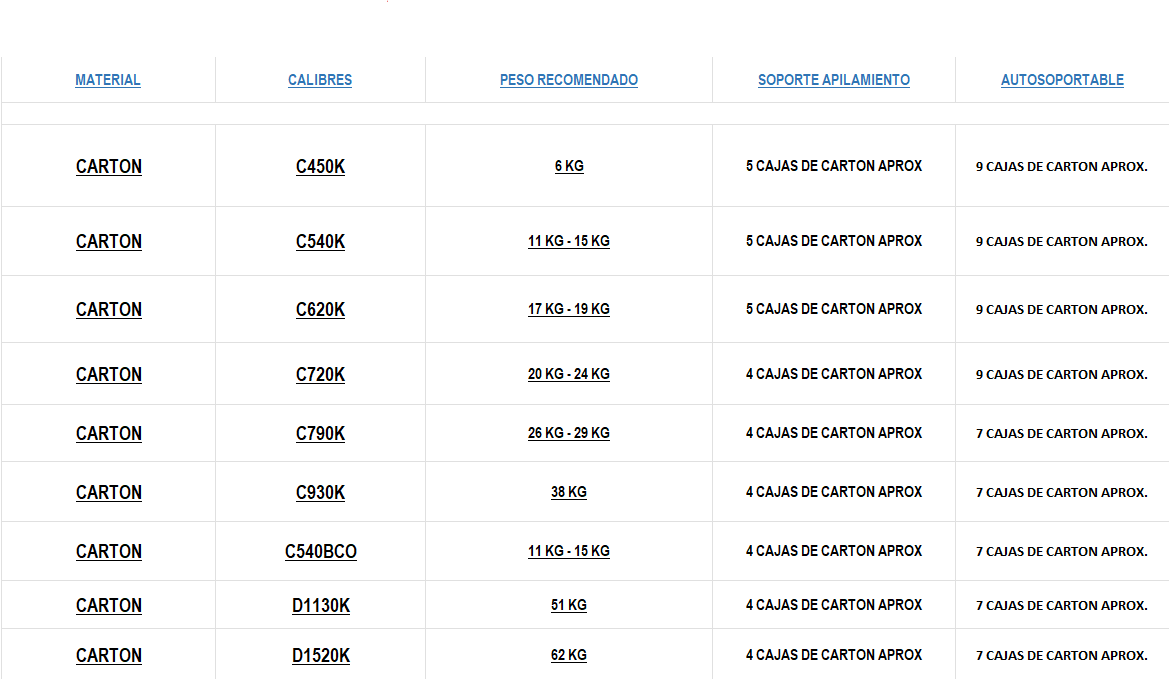 MATERIAL CALIBRES PESO RECOMENDADO SOPORTE APILAMIENTO AUTOSOPORTABLE
CARTON C450K 6 KG 5 CAJAS DE CARTON APROX 9 CAJAS DE CARTON APROX.
CARTON C540K 11 KG - 15 KG 5 CAJAS DE CARTON APROX 9 CAJAS DE CARTON APROX.
CARTON C620K 17 KG - 19 KG 5 CAJAS DE CARTON APROX 9 CAJAS DE CARTON APROX.
CARTON C720K 20 KG - 24 KG 4 CAJAS DE CARTON APROX 9 CAJAS DE CARTON APROX.
CARTON C790K 26 KG - 29 KG 4 CAJAS DE CARTON APROX 7 CAJAS DE CARTON APROX.
CARTON C930K 38 KG 4 CAJAS DE CARTON APROX 7 CAJAS DE CARTON APROX.
CARTON C540BCO 11 KG - 15 KG 4 CAJAS DE CARTON APROX 7 CAJAS DE CARTON APROX.
CARTON D1130K 51 KG 4 CAJAS DE CARTON APROX 7 CAJAS DE CARTON APROX.
CARTON D1520K 62 KG 4 CAJAS DE CARTON APROX 7 CAJAS DE CARTON APROX.